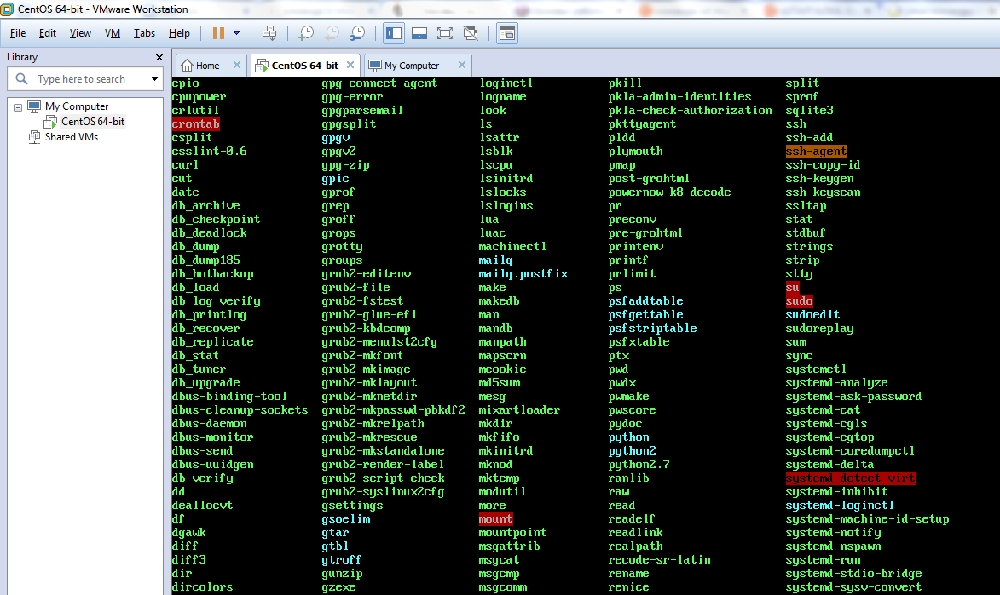 CentOS 64-bit - VMware Workstation
File Edit View VM Tabs Help
Library
Type here to search
My Computer
CentOS 64-bit
Shared VMs
Home CentOS 64-bit My Computer
cpio gpg-connect-agent loginctl pkill split
cpupower gpg-error logname pkla-admin-identities sprof
crlutil gpgparsemail look pkla-check-authorization sqlite3
crontab gpgsplit ls pkttyagent ssh
csplit gpgv lsattr pldd ssh-add
csslint-0.6 gpgv2 lsblk plymouth ssh-agent
curl gpg-zip lscpu pmap ssh-copy-id
cut gpic lsinitrd post-grohtml ssh-keygen
date gprof lslocks powernow-k8-decode ssh-keyscan
db_archive grep lslogins pr ssltap
db_checkpoint groff lua preconv stat
db_deadlock grops luac pre-grohtml stdbuf
db_dump grotty machinectl printenv strings
db_dump185 groups mailq printf strip
db_hotbackup grub2-editenv mailq.postfix prlimit stty
db_load grub2-file make ps su
db_log_verify grub2-fstest makedb psfaddtable sudo
db_printlog grub2-glue-efi man psfgettable sudoedit
db_recover grub2-kbdcomp mandb psfstriptable sudoreplay
db_replicate grub2-menulst2cfg manpath psfxtable sum
db_stat grub2-mkfont mapscrn ptx sync
db_tuner grub2-mkimage mcookie pwd systemctl
db_upgrade grub2-mklayout md5sum pwdx systemd-analyze
dbus-binding-tool grub2-mknetdir mesg pwmake systemd-ask-password
dbus-cleanup-sockets grub2-mkpasswd-pbkdf2 mixartloader pwscore systemd-cat
dbus-daemon grub2-mkrelpath mkdir pydoc systemd-cgls
dbus-monitor grub2-mkrescue mkfifo python systemd-cgtop
dbus-send grub2-mkstandalone mkinitrd python2 systemd-coredumpctl
dbus-uuidgen grub2-render-label mknod python2.7 systemd-delta
db_verify grub2-script-check mktemp ranlib systemd-detect-virt
dd grub2-syslinux2cfg modutil raw systemd-inhibit
deallocvt gsettings more read systemd-loginctl
df gsoelim mount readelf systemd-machine-id-setup
dgawk gtar mountpoint readlink systemd-notify
diff gtbl msgattrib realpath systemd-nspawn
diff3 gtroff msgcat recode-sr-latin systemd-run
dir gunzip msgcmp rename systemd-stdio-bridge
dircolors gzexe msgcomm renice systemd-sysv-convert